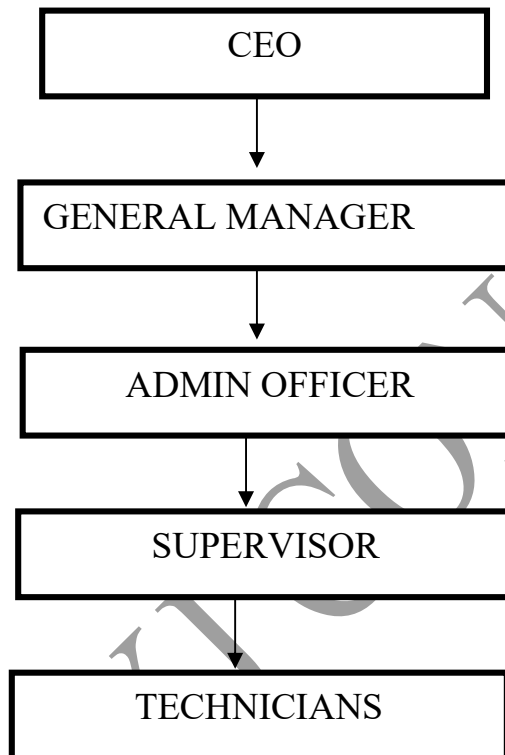 CEO
GENERAL MANAGER
ADMIN OFFICER
SUPERVISOR
TECHNICIANS